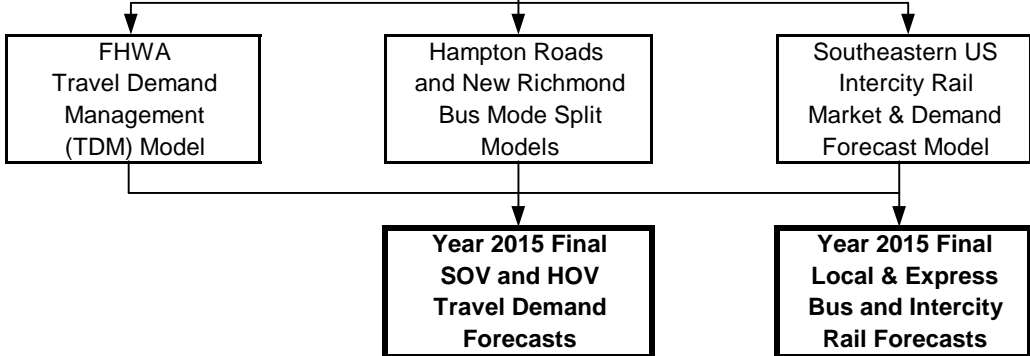 FHWA
Travel Demand
Management
(TDM) Model
Hampton Roads
and New Richmond
Bus Mode Split
Models
Southeastern US
Intercity Rail
Market & Demand
Forecast Model
Year 2015 Final
SOV and HOV
Travel Demand
Forecasts
Year 2015 Final
Local & Express
Bus and Intercity
Rail Forecasts